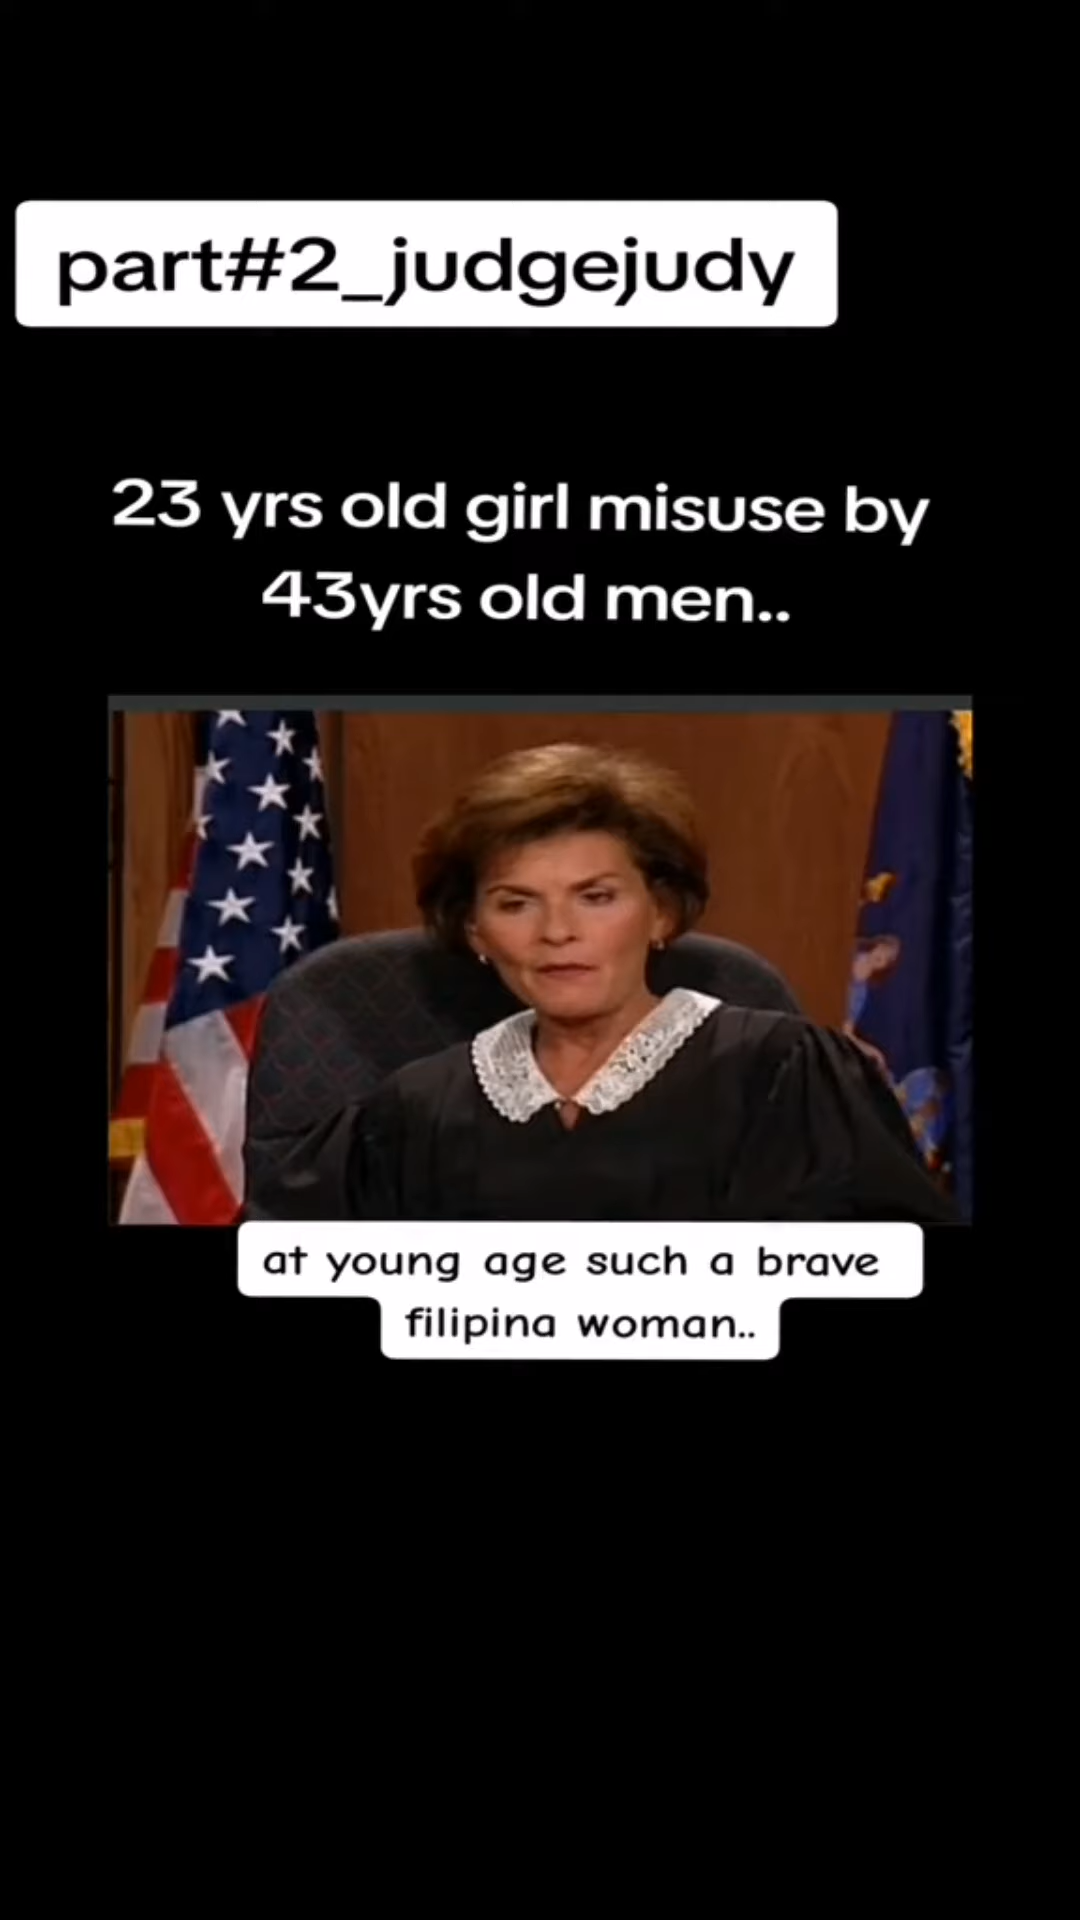 part#2_judgejudy
23 yrs old girl misuse by
43yrs old men..
at young age such a brave
filipina woman..